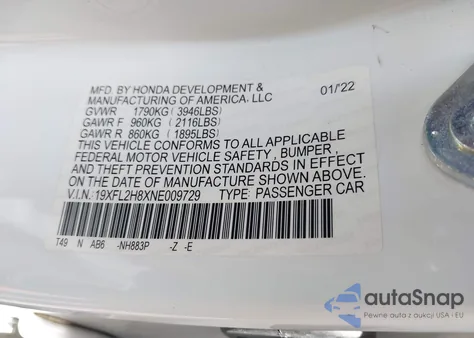 MFD. BY HONDA DEVELOPMENT &
MANUFACTURING OF AMERICA, LLC 01/'22
GVWR 1790KG (3946LBS)
GAWR F 960KG (2116LBS)
GAWR R 860KG (1895LBS)
THIS VEHICLE CONFORMS TO ALL APPLICABLE
FEDERAL MOTOR VEHICLE SAFETY, BUMPER,
AND THEFT PREVENTION STANDARDS IN EFFECT
ON THE DATE OF MANUFACTURE SHOWN ABOVE.
V.I.N.: 19XFL2H8XNE009729 TYPE: PASSENGER CAR
T49 N AB6 -NH883P -Z -E
autoSnap
Pewne auta z aukcji USA i EU